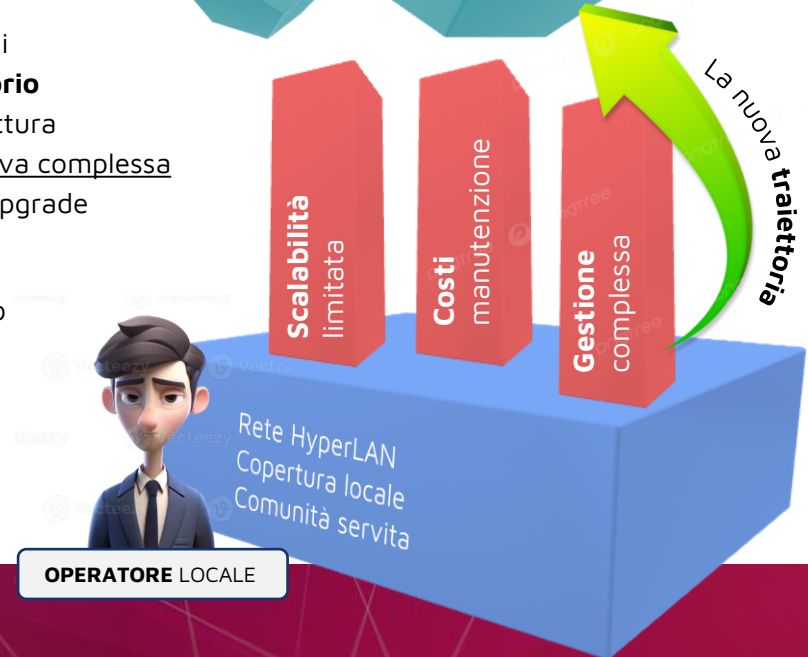 i
rio
ttura
va complessa
pgrade
o
La nuova traiettoria
Scalabilità
limitata
Costi
manutenzione
Gestione
complessa
Rete HyperLAN
Copertura locale
Comunità servita
OPERATORE LOCALE